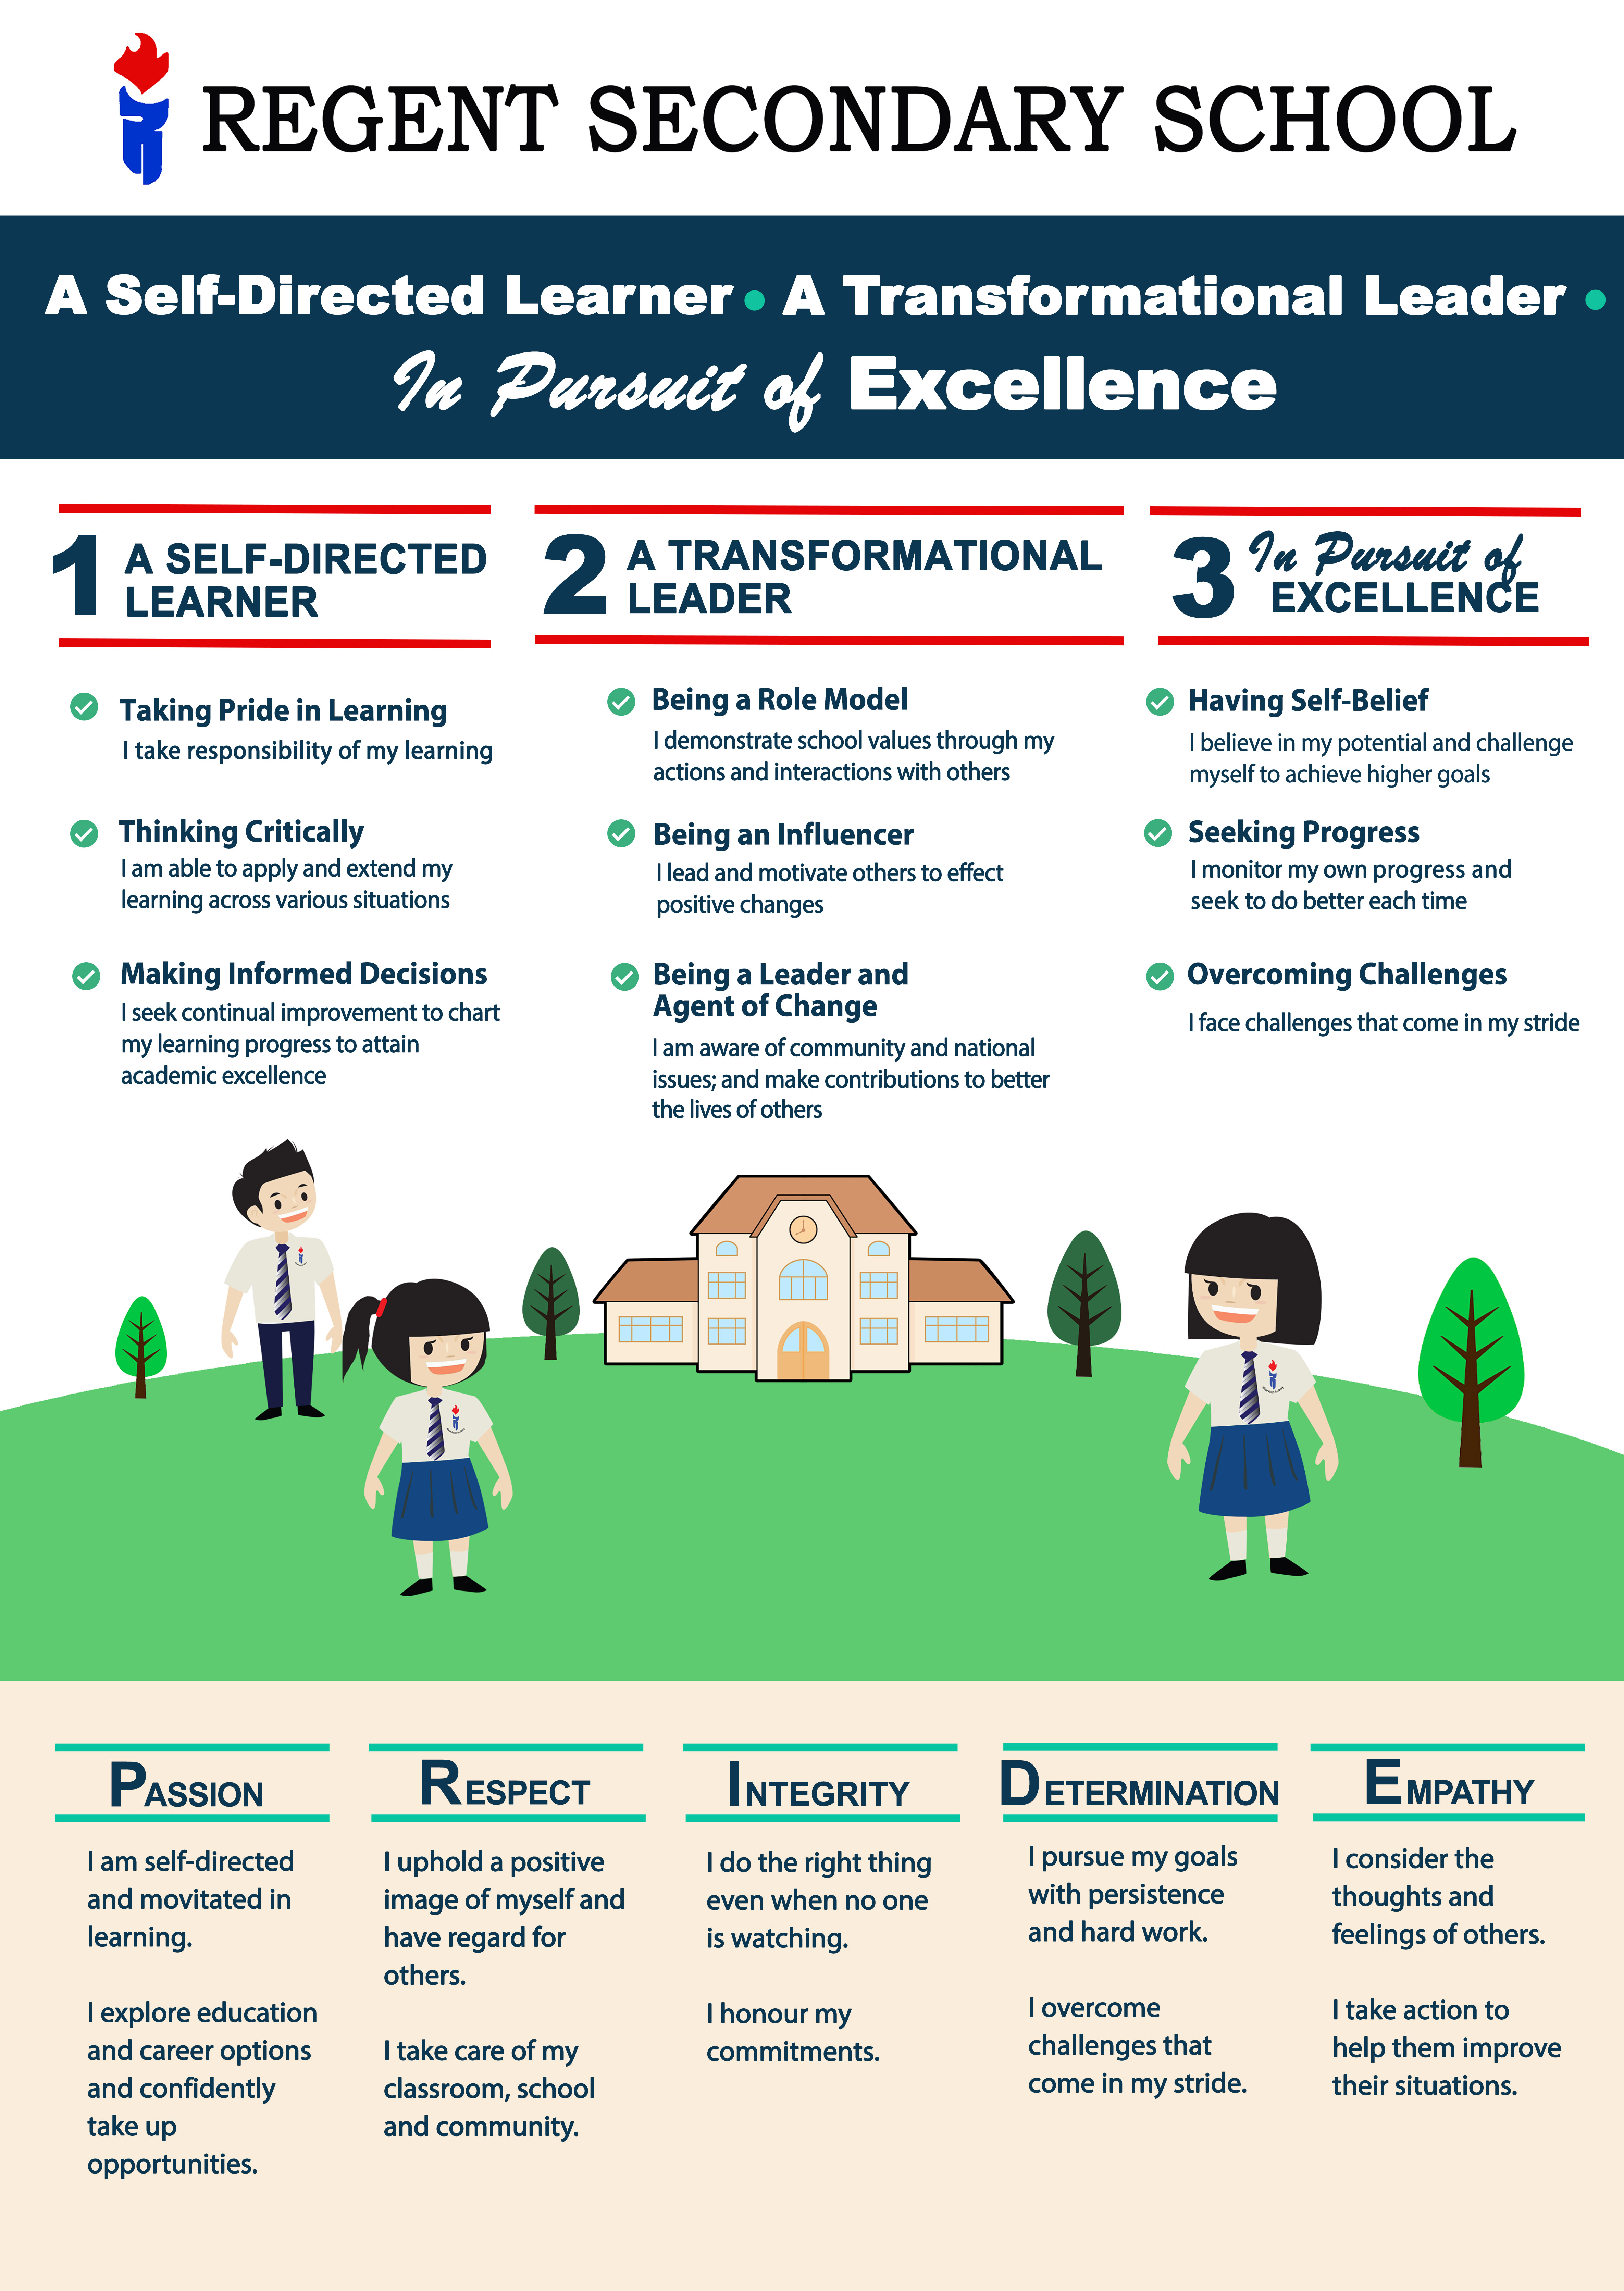 REGENT SECONDARY SCHOOL
A Self-Directed Learner • A Transformational Leader •
In Pursuit of Excellence
1 A SELF-DIRECTED
LEARNER
Taking Pride in Learning
I take responsibility of my learning
Thinking Critically
I am able to apply and extend my
learning across various situations
Making Informed Decisions
I seek continual improvement to chart
my learning progress to attain
academic excellence
2 A TRANSFORMATIONAL
LEADER
Being a Role Model
I demonstrate school values through my
actions and interactions with others
Being an Influencer
I lead and motivate others to effect
positive changes
Being a Leader and
Agent of Change
I am aware of community and national
issues; and make contributions to better
the lives of others
3 In Pursuit of
EXCELLENCE
Having Self-Belief
I believe in my potential and challenge
myself to achieve higher goals
Seeking Progress
I monitor my own progress and
seek to do better each time
Overcoming Challenges
I face challenges that come in my stride
PASSION
I am self-directed
and movitated in
learning.
I explore education
and career options
and confidently
take up
opportunities.
RESPECT
I uphold a positive
image of myself and
have regard for
others.
I take care of my
classroom, school
and community.
INTEGRITY
I do the right thing
even when no one
is watching.
I honour my
commitments.
DETERMINATION
I pursue my goals
with persistence
and hard work.
I overcome
challenges that
come in my stride.
EMPATHY
I consider the
thoughts and
feelings of others.
I take action to
help them improve
their situations.